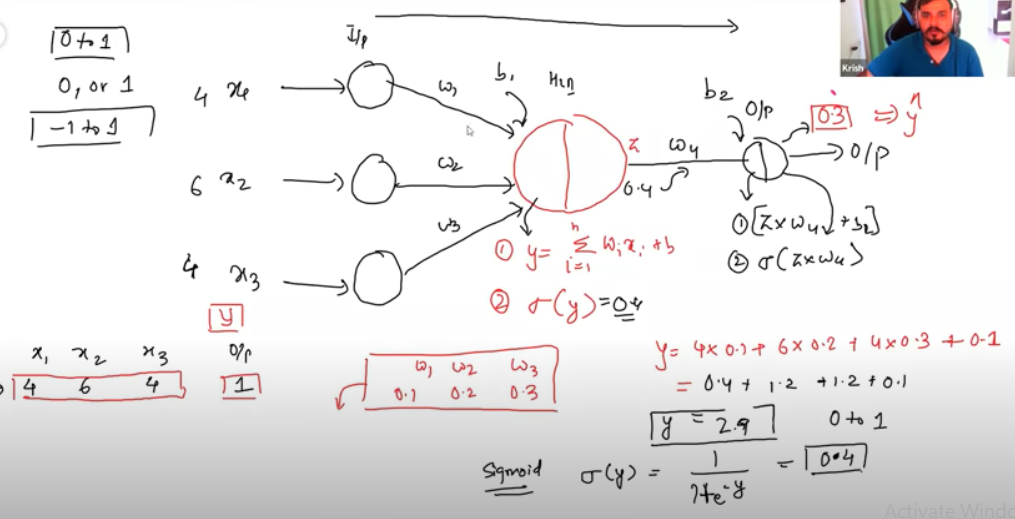 0 to 1
0, or 1
-1 to 1
I/p
4 x1
w1
b1
H2n
b2
O/p
0.3 ⇒ ŷ
Krish
6 x2
w2
z
w4
0.4
O/P
4 x3
w3
① y = Σ wixi + b
n
i=1
② σ(y) = 0.4
① [z×w4 + b2]
② σ(z×w4)
y
x1 x2 x3 O/p
4 6 4 1
w1 w2 w3
0.1 0.2 0.3
y = 4×0.1 + 6×0.2 + 4×0.3 + 0.1
= 0.4 + 1.2 + 1.2 + 0.1
y = 2.9 0 to 1
Sigmoid σ(y) = 1 / 1+e^-y = 0.4
Activate Windo